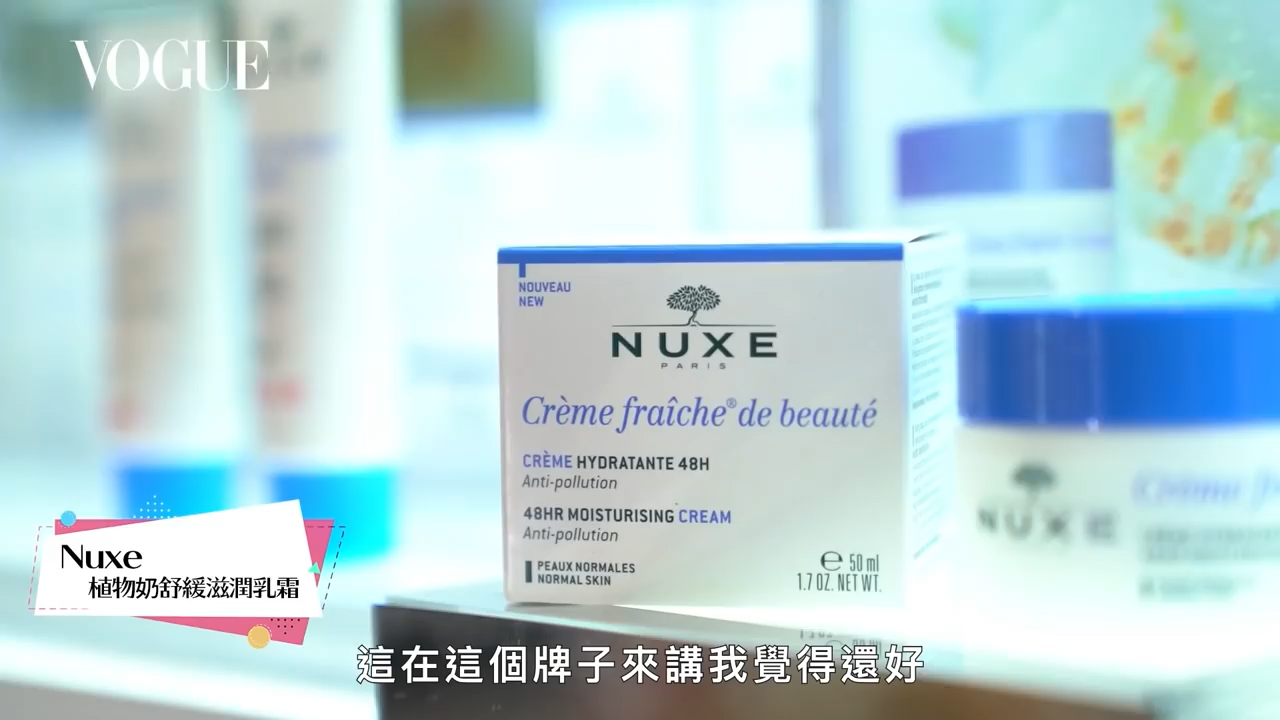 VOGUE
NOUVEAU
NEW
NUXE
PARIS
Crème fraîche® de beauté
CRÈME HYDRATANTE 48H
Anti-pollution
48HR MOISTURISING CREAM
Anti-pollution
PEAUX NORMALES
NORMAL SKIN
℮ 50 ml
1.7 OZ. NET WT.
NUXE
Crème fr
Nuxe
植物奶舒緩滋潤乳霜
這在這個牌子來講我覺得還好